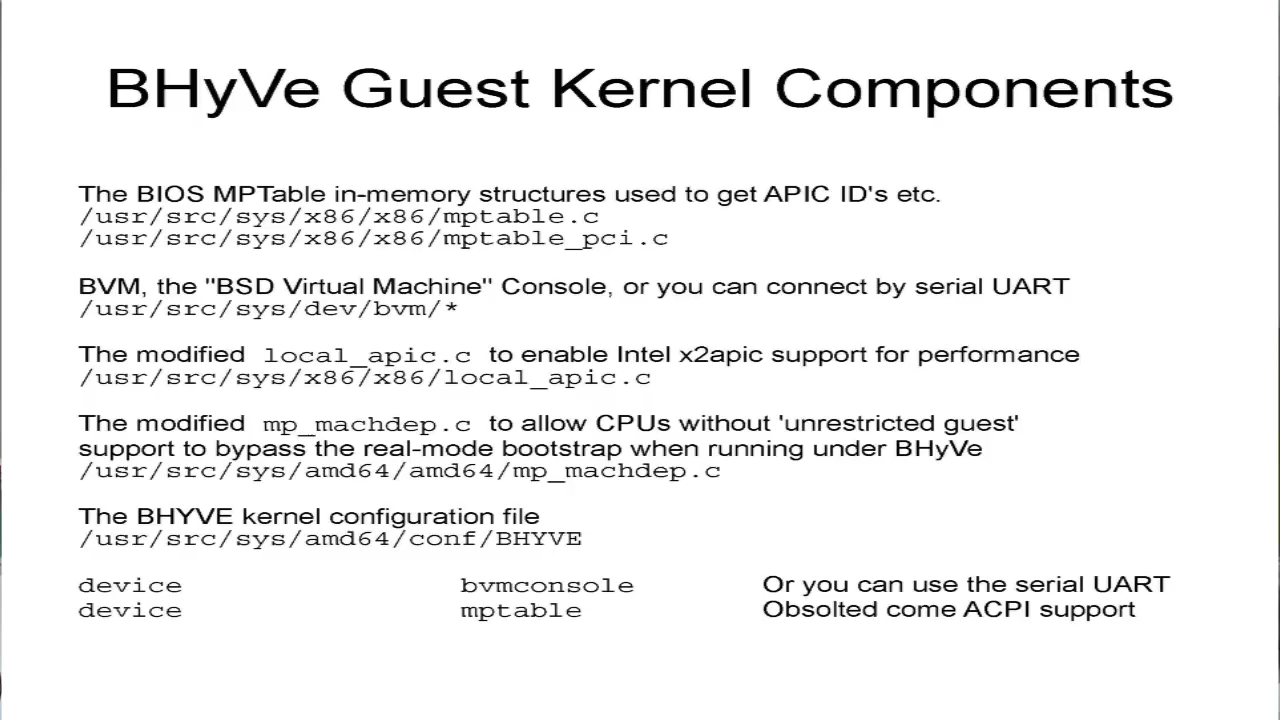 BHyVe Guest Kernel Components
The BIOS MPTable in-memory structures used to get APIC ID's etc.
/usr/src/sys/x86/x86/mptable.c
/usr/src/sys/x86/x86/mptable_pci.c
BVM, the "BSD Virtual Machine" Console, or you can connect by serial UART
/usr/src/sys/dev/bvm/*
The modified local_apic.c to enable Intel x2apic support for performance
/usr/src/sys/x86/x86/local_apic.c
The modified mp_machdep.c to allow CPUs without 'unrestricted guest'
support to bypass the real-mode bootstrap when running under BHyVe
/usr/src/sys/amd64/amd64/mp_machdep.c
The BHYVE kernel configuration file
/usr/src/sys/amd64/conf/BHYVE
device bvmconsole Or you can use the serial UART
device mptable Obsolted come ACPI support